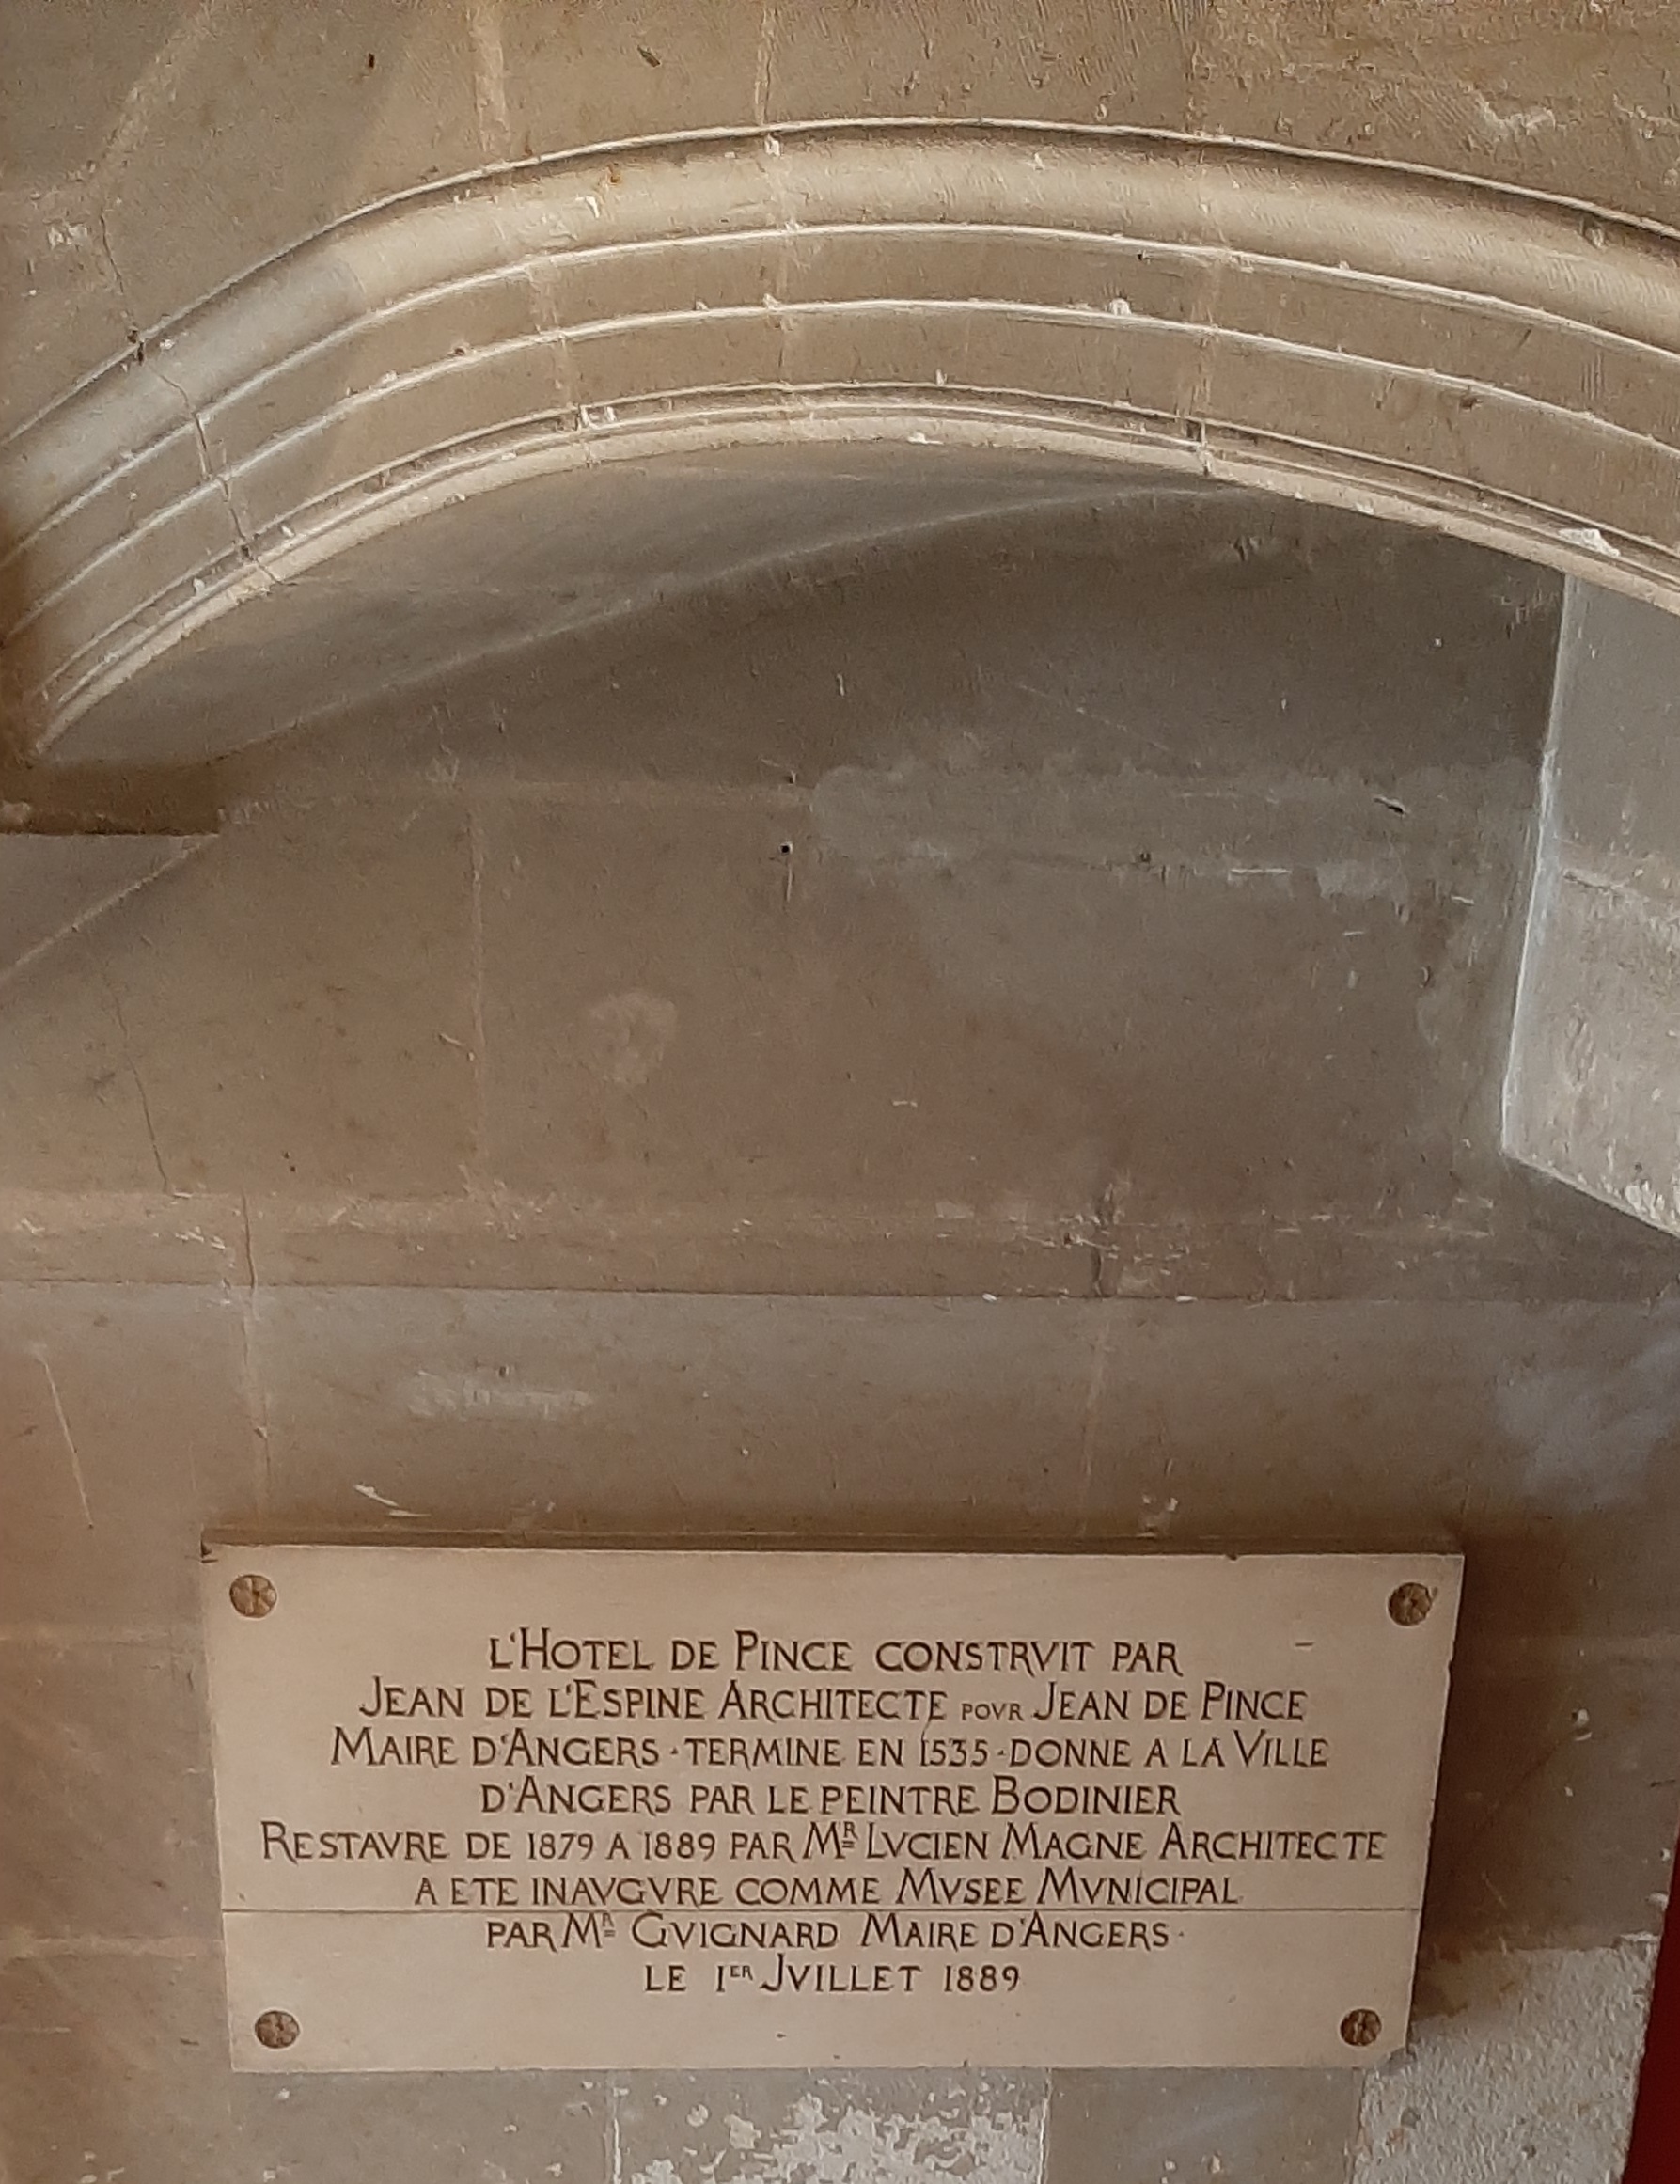 L'HOTEL DE PINCE CONSTRVIT PAR
JEAN DE L'ESPINE ARCHITECTE POVR JEAN DE PINCE
MAIRE D'ANGERS · TERMINE EN 1535 · DONNE A LA VILLE
D'ANGERS PAR LE PEINTRE BODINIER
RESTAVRE DE 1879 A 1889 PAR MR LVCIEN MAGNE ARCHITECTE
A ETE INAVGVRE COMME MVSEE MVNICIPAL
PAR MR GVIGNARD MAIRE D'ANGERS ·
LE 1ER JVILLET 1889